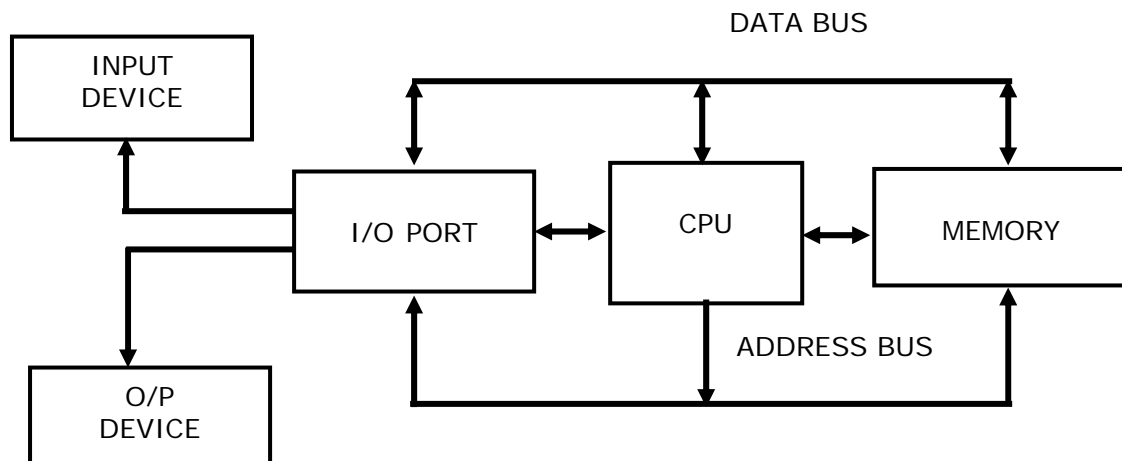 DATA BUS
INPUT
DEVICE
I/O PORT
CPU
MEMORY
ADDRESS BUS
O/P
DEVICE